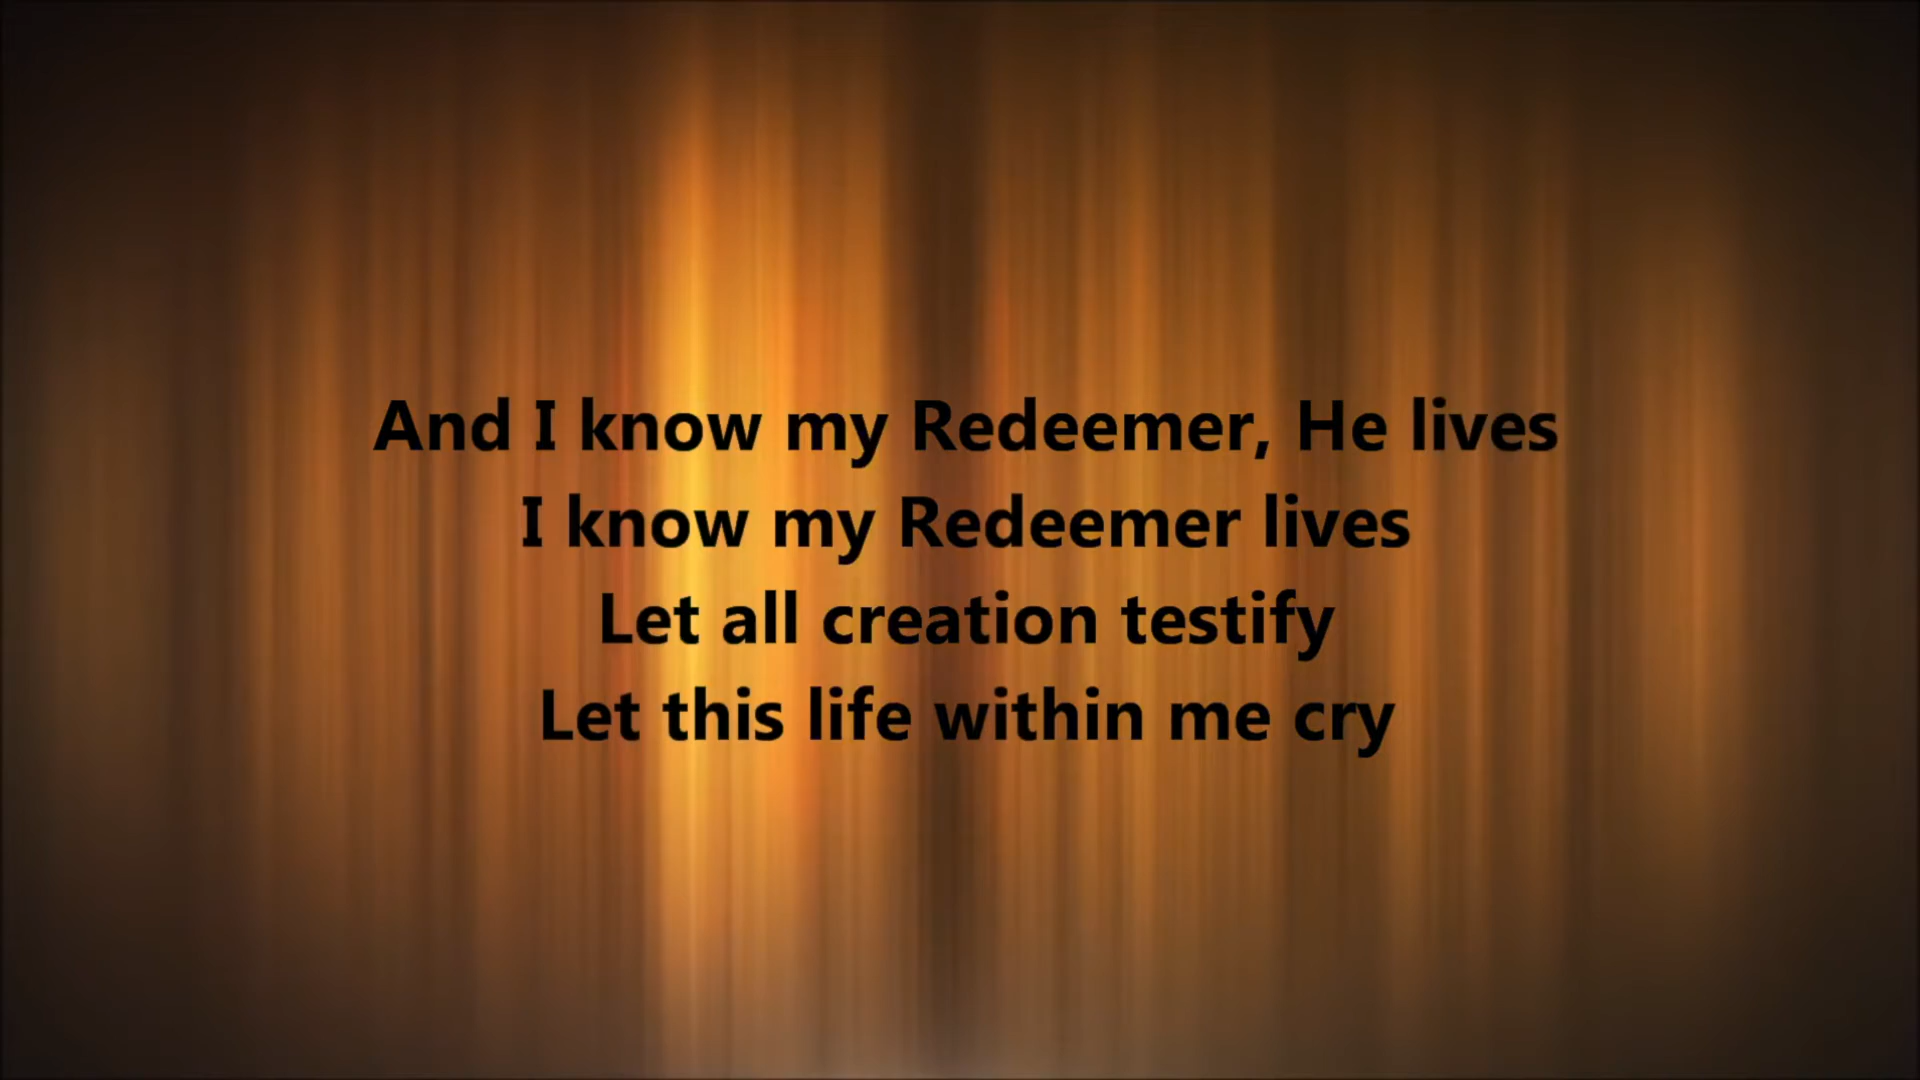 And I know my Redeemer, He lives
I know my Redeemer lives
Let all creation testify
Let this life within me cry